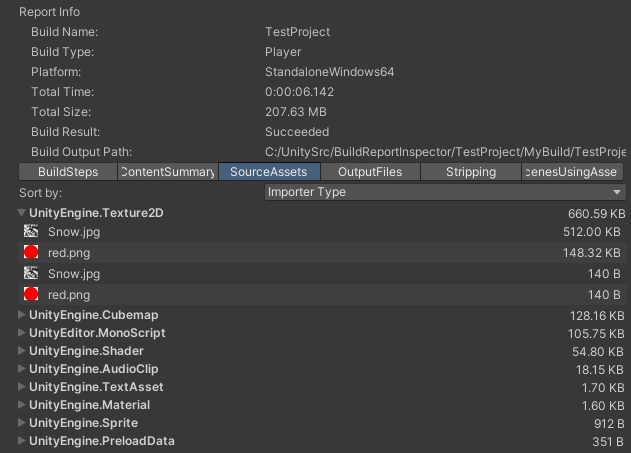 Report Info
Build Name: TestProject
Build Type: Player
Platform: StandaloneWindows64
Total Time: 0:00:06.142
Total Size: 207.63 MB
Build Result: Succeeded
Build Output Path: C:/UnitySrc/BuildReportInspector/TestProject/MyBuild/TestProje
BuildSteps ContentSummary SourceAssets OutputFiles Stripping cenesUsingAsse
Sort by: Importer Type
UnityEngine.Texture2D 660.59 KB
Snow.jpg 512.00 KB
red.png 148.32 KB
Snow.jpg 140 B
red.png 140 B
UnityEngine.Cubemap 128.16 KB
UnityEditor.MonoScript 105.75 KB
UnityEngine.Shader 54.80 KB
UnityEngine.AudioClip 18.15 KB
UnityEngine.TextAsset 1.70 KB
UnityEngine.Material 1.60 KB
UnityEngine.Sprite 912 B
UnityEngine.PreloadData 351 B